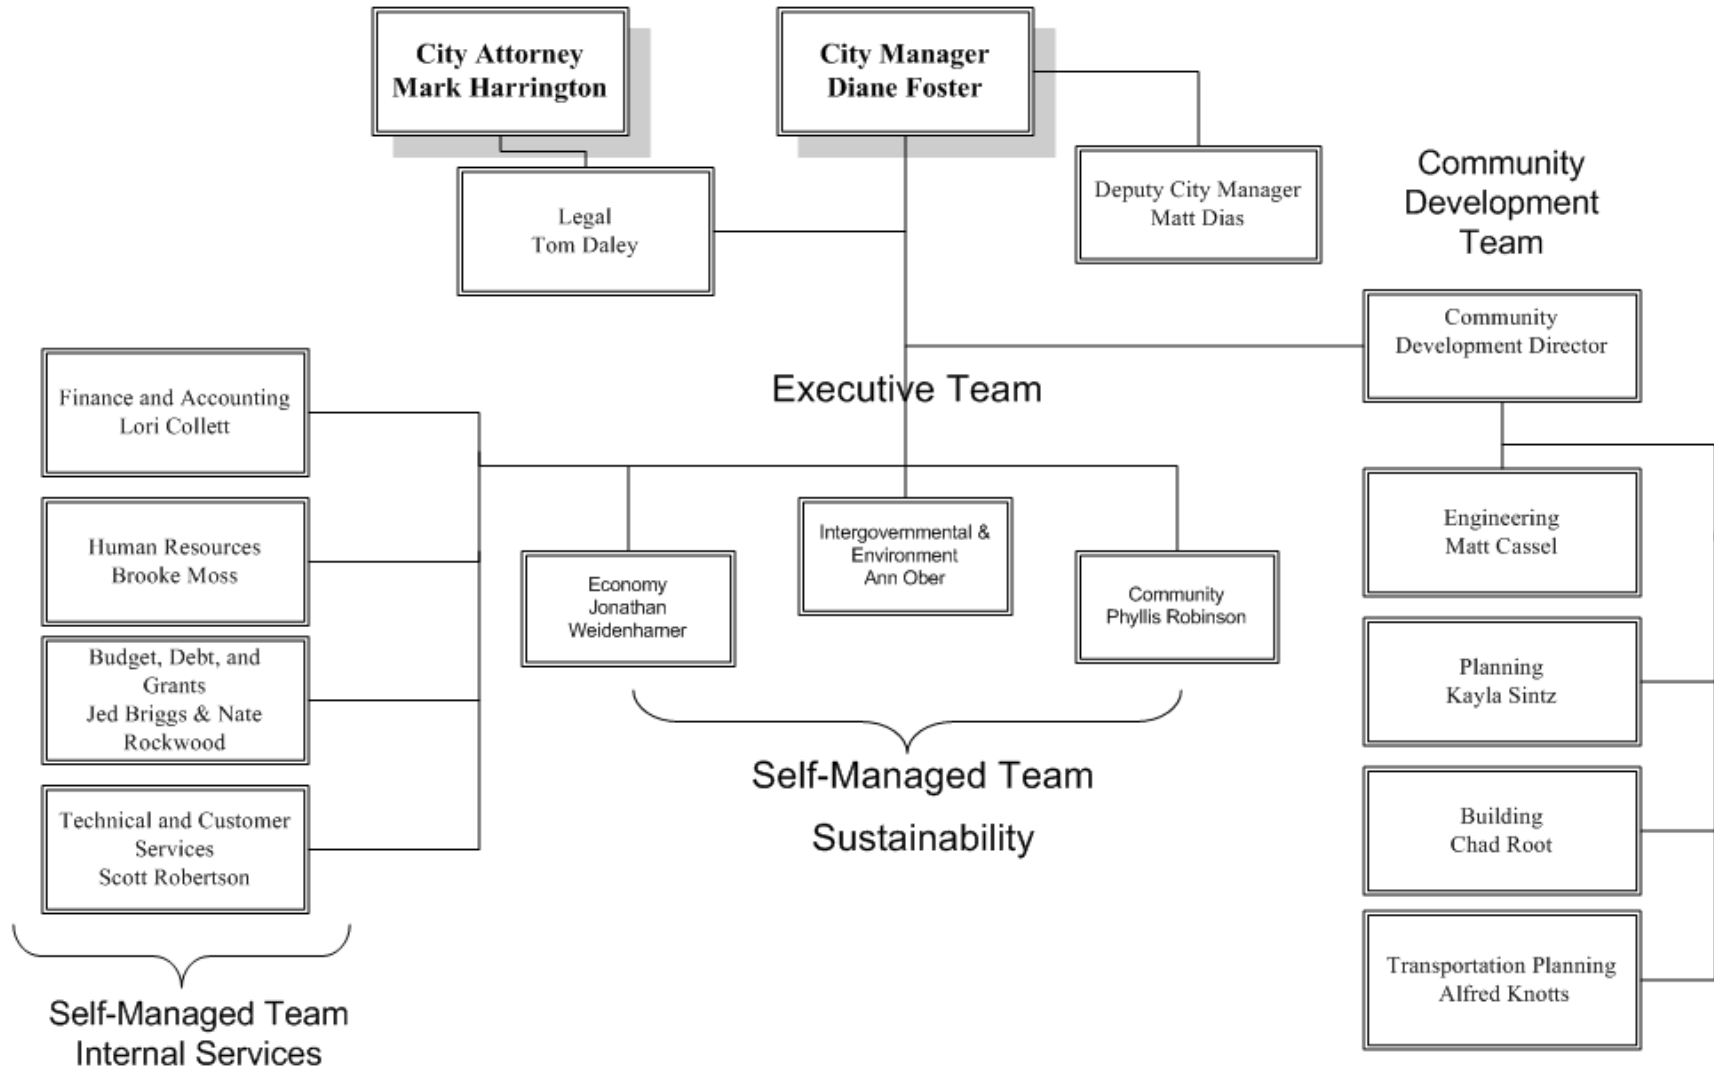 City Attorney
Mark Harrington
City Manager
Diane Foster
Legal
Tom Daley
Deputy City Manager
Matt Dias
Community
Development
Team
Community
Development Director
Executive Team
Finance and Accounting
Lori Collett
Human Resources
Brooke Moss
Budget, Debt, and
Grants
Jed Briggs & Nate
Rockwood
Technical and Customer
Services
Scott Robertson
Self-Managed Team
Internal Services
Economy
Jonathan
Weidenhamer
Intergovernmental &
Environment
Ann Ober
Community
Phyllis Robinson
Self-Managed Team
Sustainability
Engineering
Matt Cassel
Planning
Kayla Sintz
Building
Chad Root
Transportation Planning
Alfred Knotts